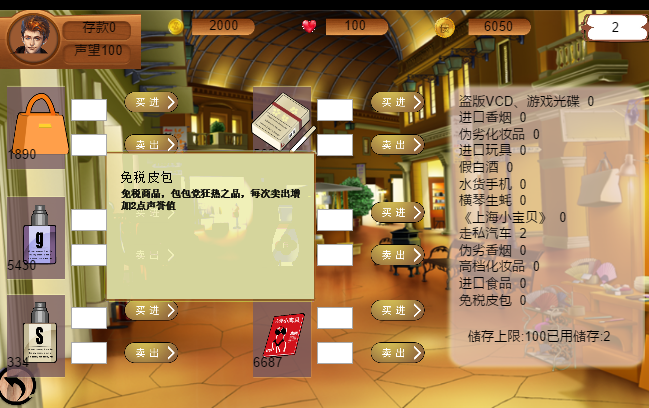 存款0
声望100
2000
100
债
6050
2
1890
免税皮包
免税商品，包包党狂热之品，每次卖出增
加2点声誉值
买进
卖出
买进
卖出
g
5430
买进
卖出
买进
卖出
S
334
买进
卖出
6687
买进
卖出
盗版VCD、游戏光碟 0
进口香烟 0
伪劣化妆品 0
进口玩具 0
假白酒 0
水货手机 0
横琴生蚝 0
《上海小宝贝》 0
走私汽车 2
伪劣香烟 0
高档化妆品 0
进口食品 0
免税皮包 0
储存上限:100已用储存:2